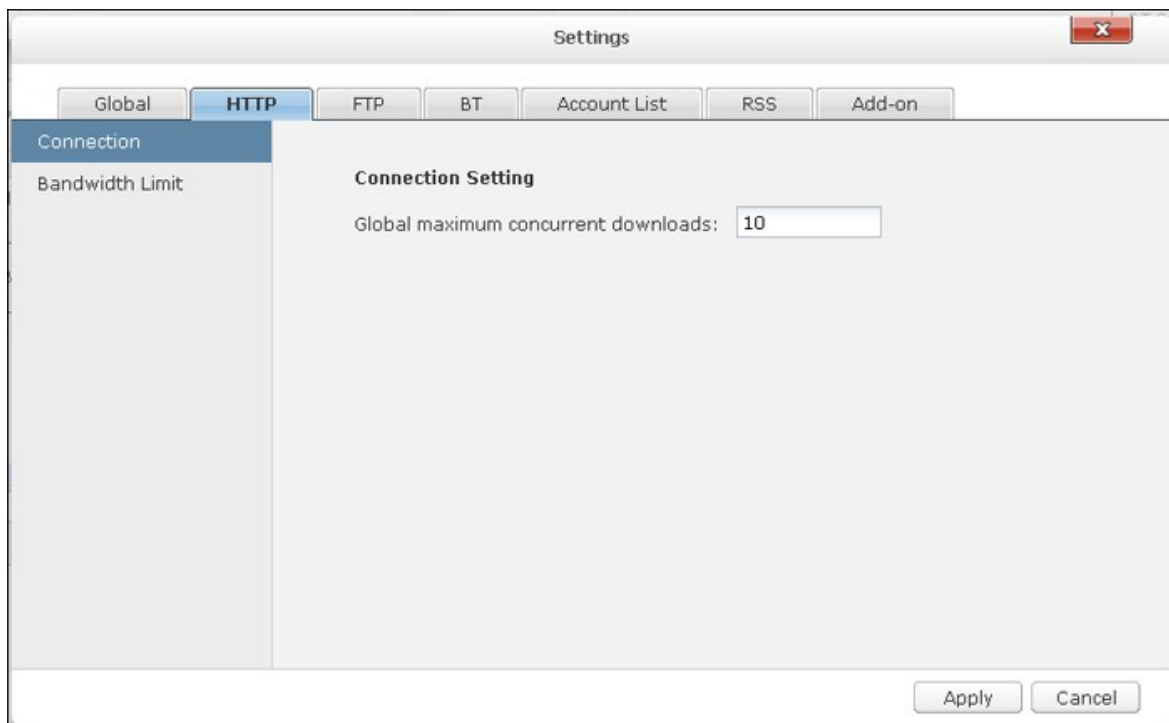 Settings
Global HTTP FTP BT Account List RSS Add-on
Connection
Bandwidth Limit
Connection Setting
Global maximum concurrent downloads: 10
Apply Cancel